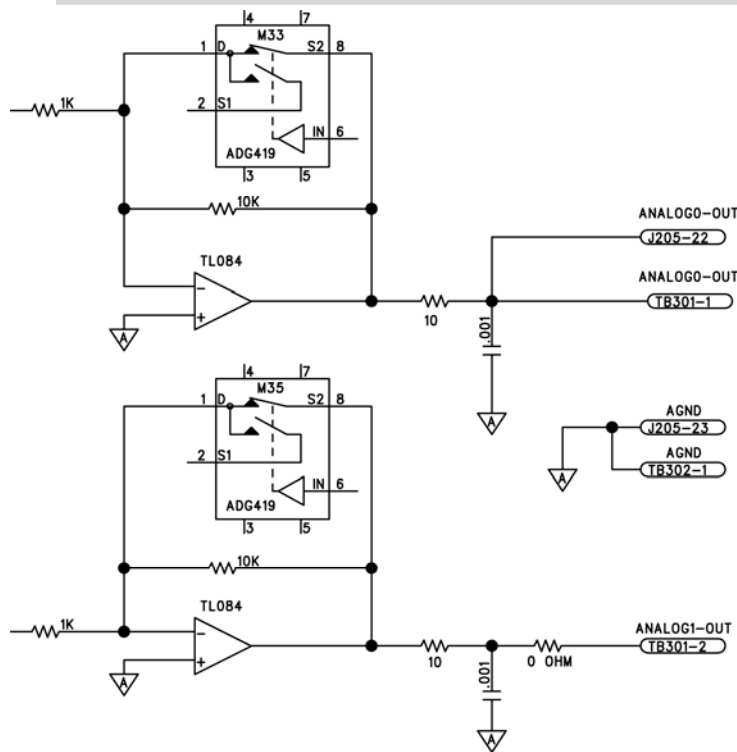 4 7
M33
1 D S2 8
1K
2 S1
IN 6
ADG419
3 5
10K
ANALOG0-OUT
J205-22
TL084
ANALOG0-OUT
−
TB301-1
+
10
.001
A
4 7
M35
1 D S2 8
A
AGND
J205-23
2 S1
AGND
A
TB302-1
IN 6
ADG419
3 5
10K
TL084
1K
ANALOG1-OUT
−
TB301-2
+
10
0 OHM
.001
A
A